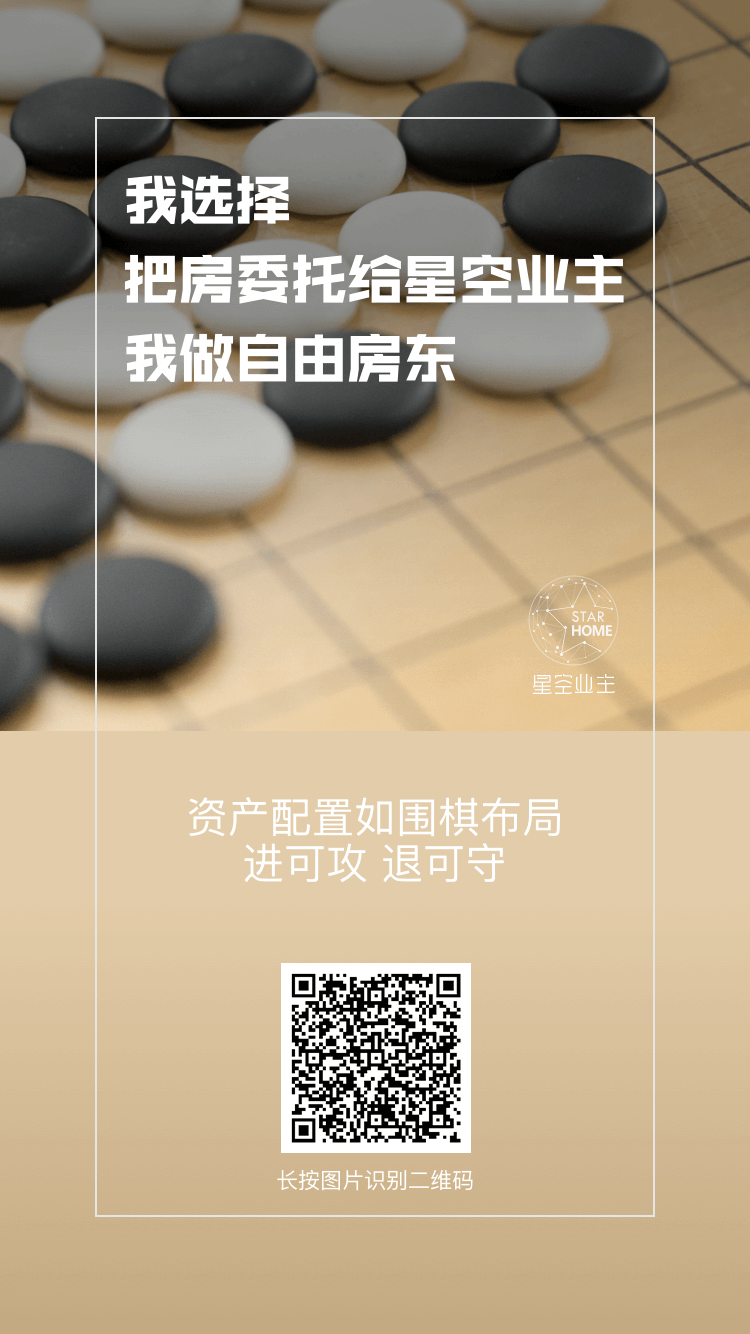 我选择
把房委托给星空业主
我做自由房东
STAR
HOME
星空业主
资产配置如围棋布局
进可攻 退可守
长按图片识别二维码